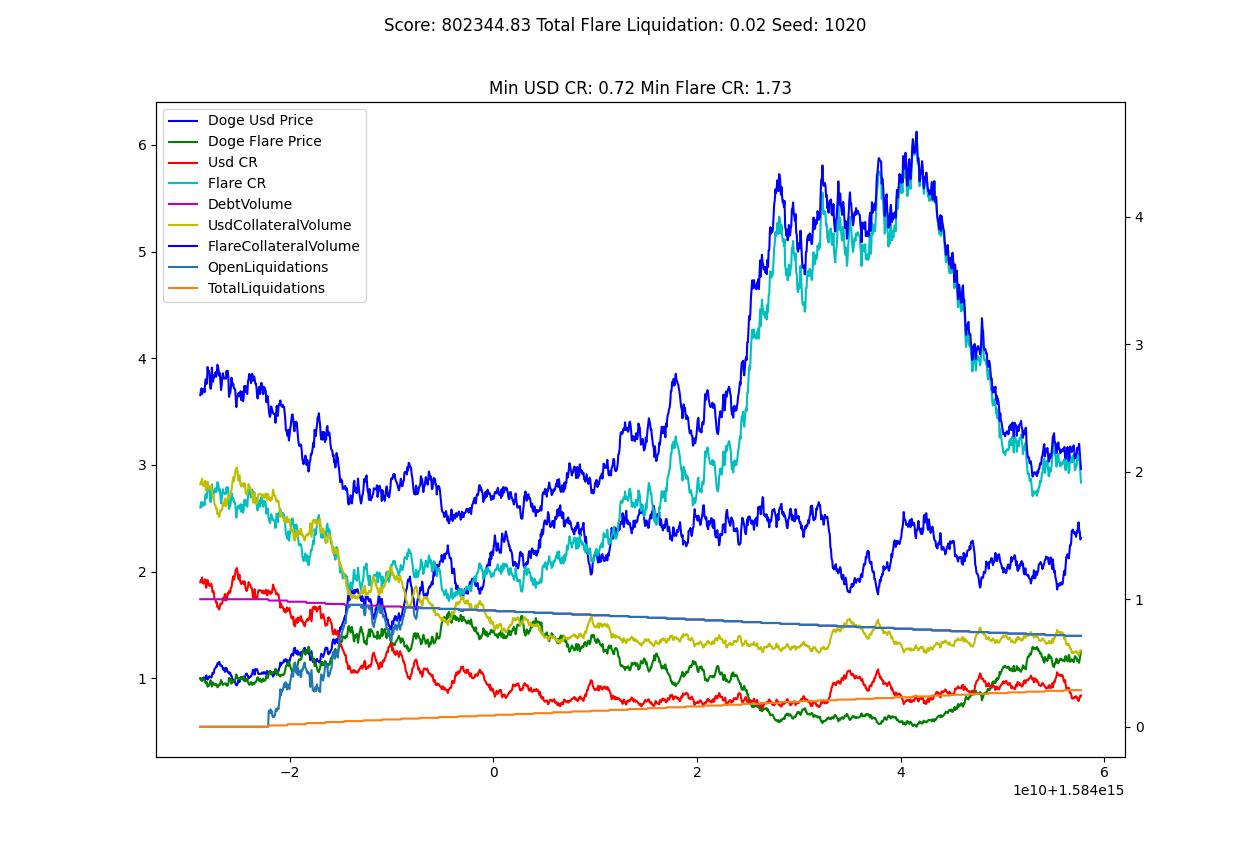 Score: 802344.83 Total Flare Liquidation: 0.02 Seed: 1020
Min USD CR: 0.72 Min Flare CR: 1.73
Doge Usd Price
Doge Flare Price
Usd CR
Flare CR
DebtVolume
UsdCollateralVolume
FlareCollateralVolume
OpenLiquidations
TotalLiquidations
6
5
4
3
2
1
4
3
2
1
0
−2
0
2
4
6
1e10+1.584e15